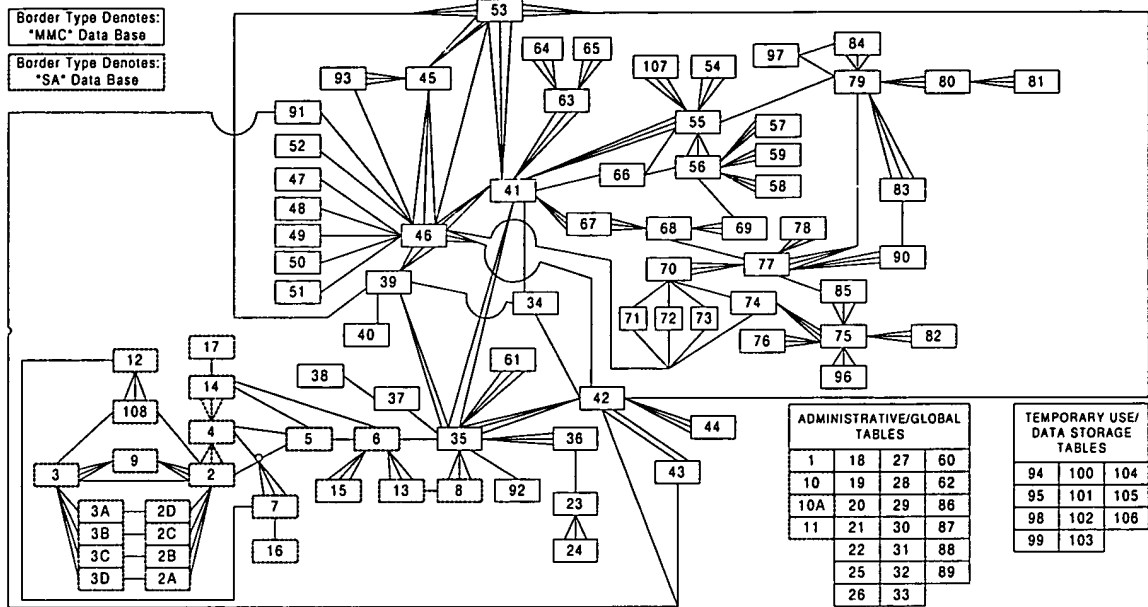 Border Type Denotes:
"MMC" Data Base
Border Type Denotes:
"SA" Data Base
53
64
65
97
84
107
54
93
45
79
80
81
63
91
55
57
52
56
59
47
66
58
41
83
48
67
68
69
78
49
46
50
70
77
90
51
39
34
74
85
71
72
73
40
76
75
82
17
12
61
96
38
14
37
42
108
4
5
6
35
36
44
9
3
2
43
15
13
8
92
7
23
3A
2D
3B
2C
3C
2B
16
24
3D
2A
ADMINISTRATIVE/GLOBAL
TABLES
1 18 27 60
10 19 28 62
10A 20 29 86
11 21 30 87
22 31 88
25 32 89
26 33
TEMPORARY USE/
DATA STORAGE
TABLES
94 100 104
95 101 105
98 102 106
99 103